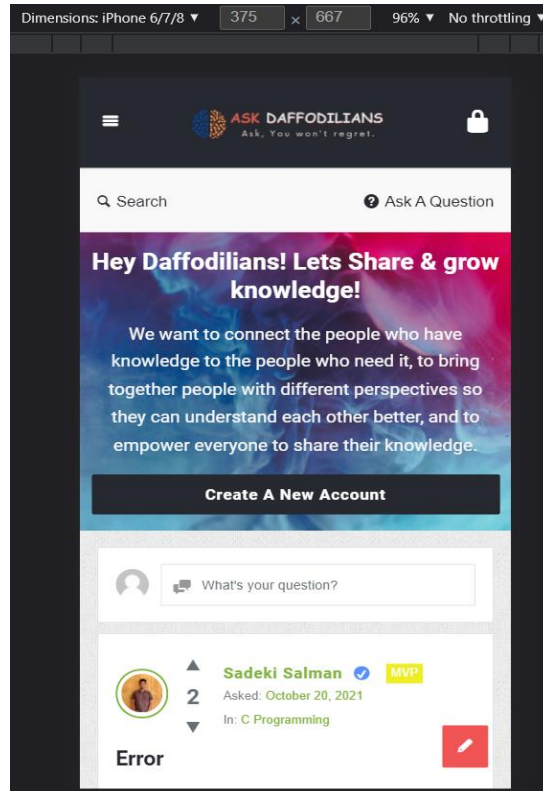 Dimensions: iPhone 6/7/8 ▼ 375 × 667 96% ▼ No throttling ▼
ASK DAFFODILIANS
Ask, You won't regret.
Search Ask A Question
Hey Daffodilians! Lets Share & grow
knowledge!
We want to connect the people who have
knowledge to the people who need it, to bring
together people with different perspectives so
they can understand each other better, and to
empower everyone to share their knowledge.
Create A New Account
What's your question?
Sadeki Salman MVP
2 Asked: October 20, 2021
In: C Programming
Error